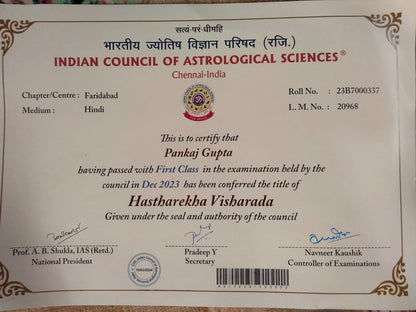 सत्यं-परं-धीमहि
भारतीय ज्योतिष विज्ञान परिषद (रजि.)
INDIAN COUNCIL OF ASTROLOGICAL SCIENCES®
Chennai-India
Chapter/Centre : Faridabad
Roll No. : 23B7000337
Medium : Hindi
L. M. No. : 20968
This is to certify that
Pankaj Gupta
having passed with First Class in the examination held by the
council in Dec 2023 has been conferred the title of
Hastharekha Visharada
Given under the seal and authority of the council
Prof. A. B. Shukla, IAS (Retd.)
National President
Pradeep Y
Secretary
Navneet Kaushik
Controller of Examinations